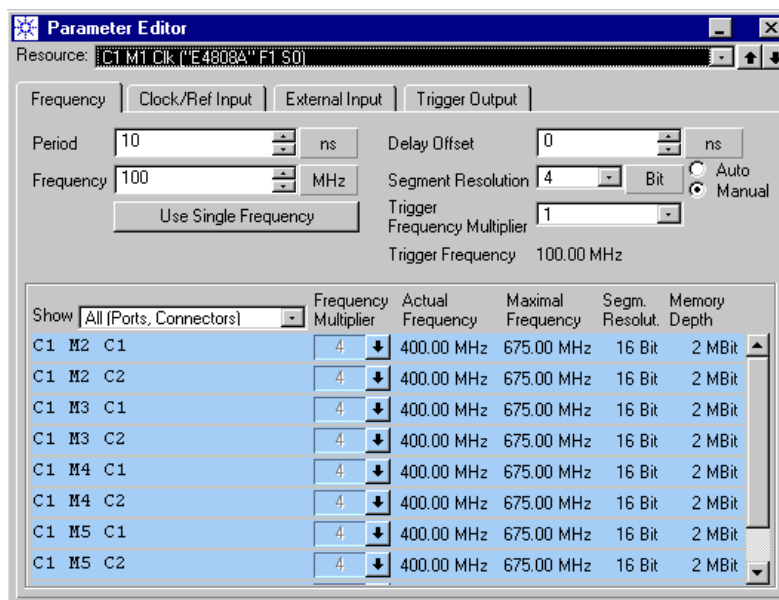 Parameter Editor
Resource: C1 M1 Clk ("E4808A" F1 S0)
Frequency Clock/Ref Input External Input Trigger Output
Period 10 ns Delay Offset 0 ns
Frequency 100 MHz Segment Resolution 4 Bit Auto
Manual
Use Single Frequency Trigger Frequency Multiplier 1
Trigger Frequency 100.00 MHz
Show All (Ports, Connectors) Frequency Multiplier Actual Frequency Maximal Frequency Segm. Resolut. Memory Depth
C1 M2 C1 4 400.00 MHz 675.00 MHz 16 Bit 2 MBit
C1 M2 C2 4 400.00 MHz 675.00 MHz 16 Bit 2 MBit
C1 M3 C1 4 400.00 MHz 675.00 MHz 16 Bit 2 MBit
C1 M3 C2 4 400.00 MHz 675.00 MHz 16 Bit 2 MBit
C1 M4 C1 4 400.00 MHz 675.00 MHz 16 Bit 2 MBit
C1 M4 C2 4 400.00 MHz 675.00 MHz 16 Bit 2 MBit
C1 M5 C1 4 400.00 MHz 675.00 MHz 16 Bit 2 MBit
C1 M5 C2 4 400.00 MHz 675.00 MHz 16 Bit 2 MBit